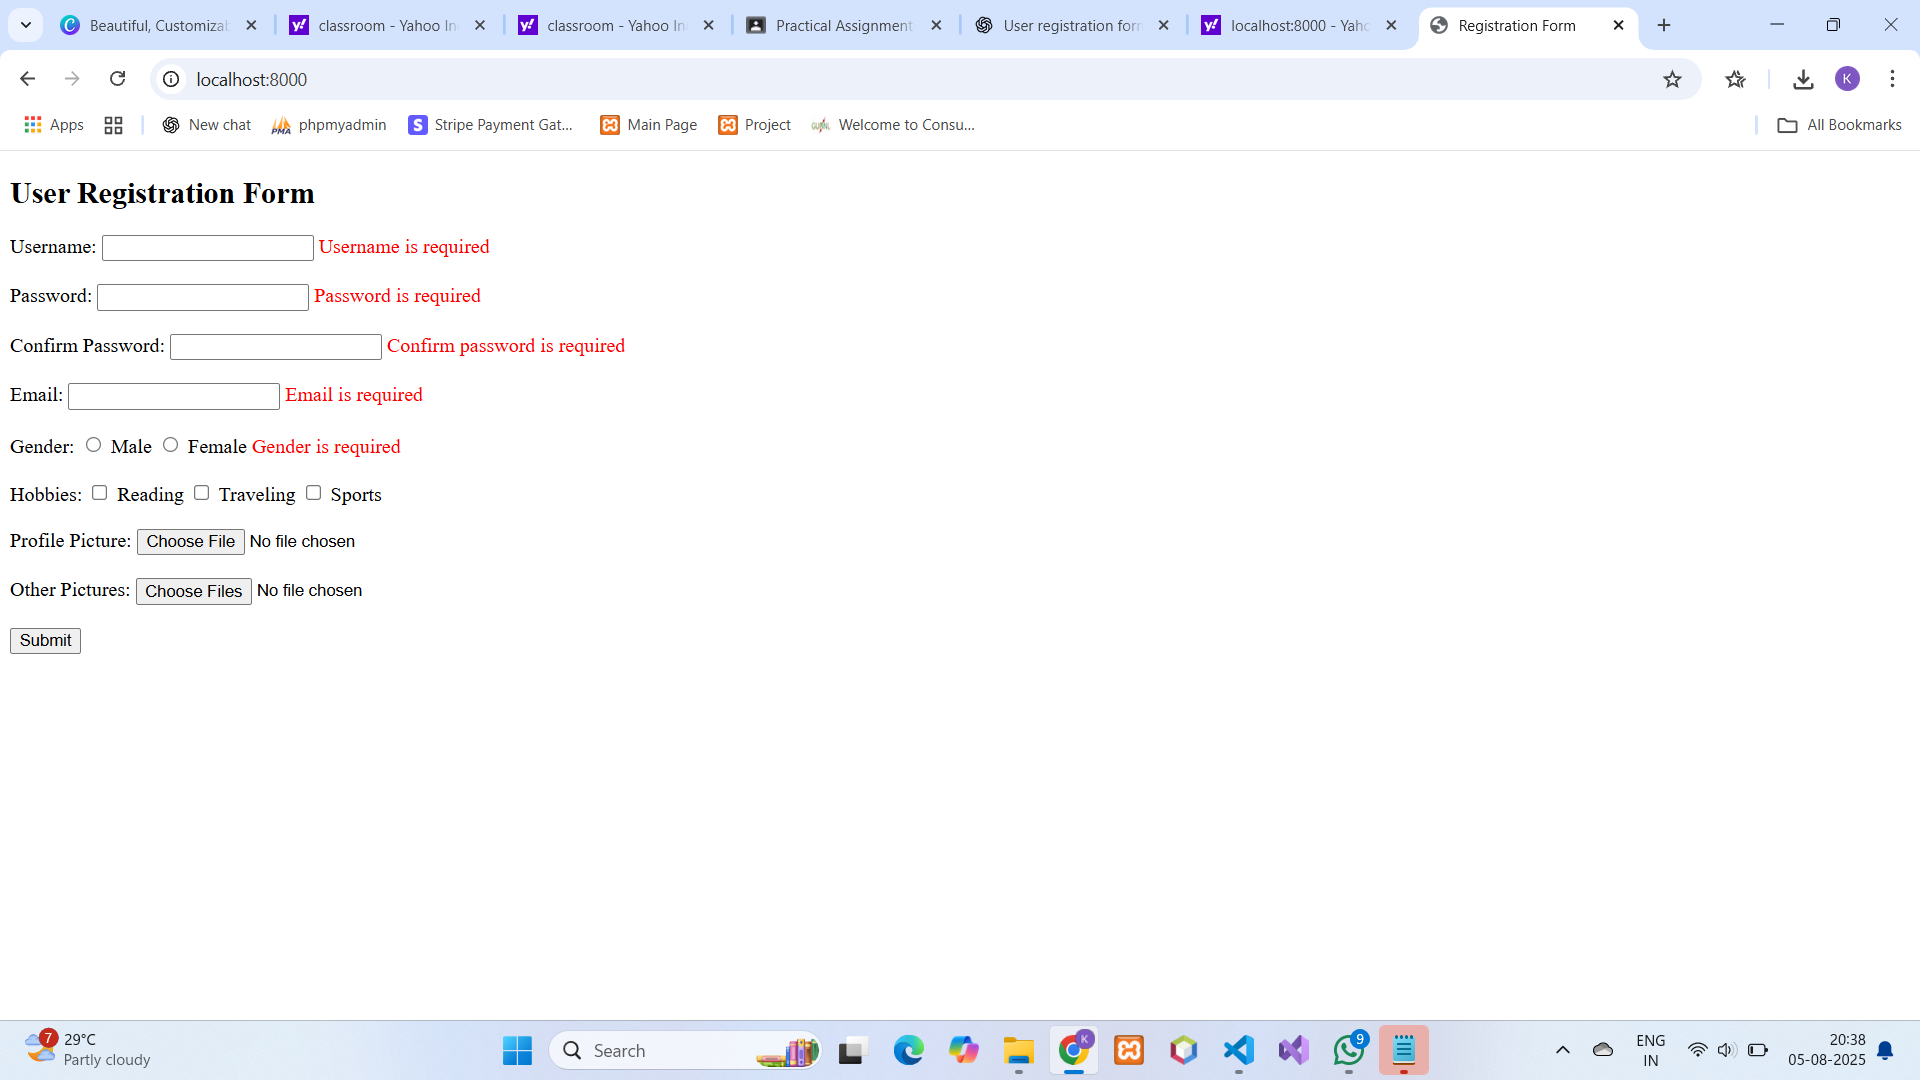 Beautiful, Customizab
classroom - Yahoo In
classroom - Yahoo In
Practical Assignment
User registration form
localhost:8000 - Yaho
Registration Form
localhost:8000
K
Apps
New chat
PMA phpmyadmin
S Stripe Payment Gat...
Main Page
Project
Welcome to Consu...
All Bookmarks
User Registration Form
Username: Username is required
Password: Password is required
Confirm Password: Confirm password is required
Email: Email is required
Gender: Male Female Gender is required
Hobbies: Reading Traveling Sports
Profile Picture: Choose File No file chosen
Other Pictures: Choose Files No file chosen
Submit
7
29°C
Partly cloudy
Search
K
9
ENG
IN
20:38
05-08-2025